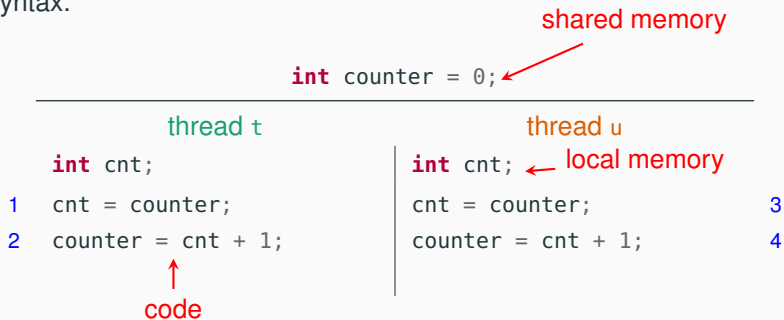 shared memory
int counter = 0;
thread t
thread u
int cnt;
int cnt;
local memory
1 cnt = counter;
cnt = counter; 3
2 counter = cnt + 1;
counter = cnt + 1; 4
code